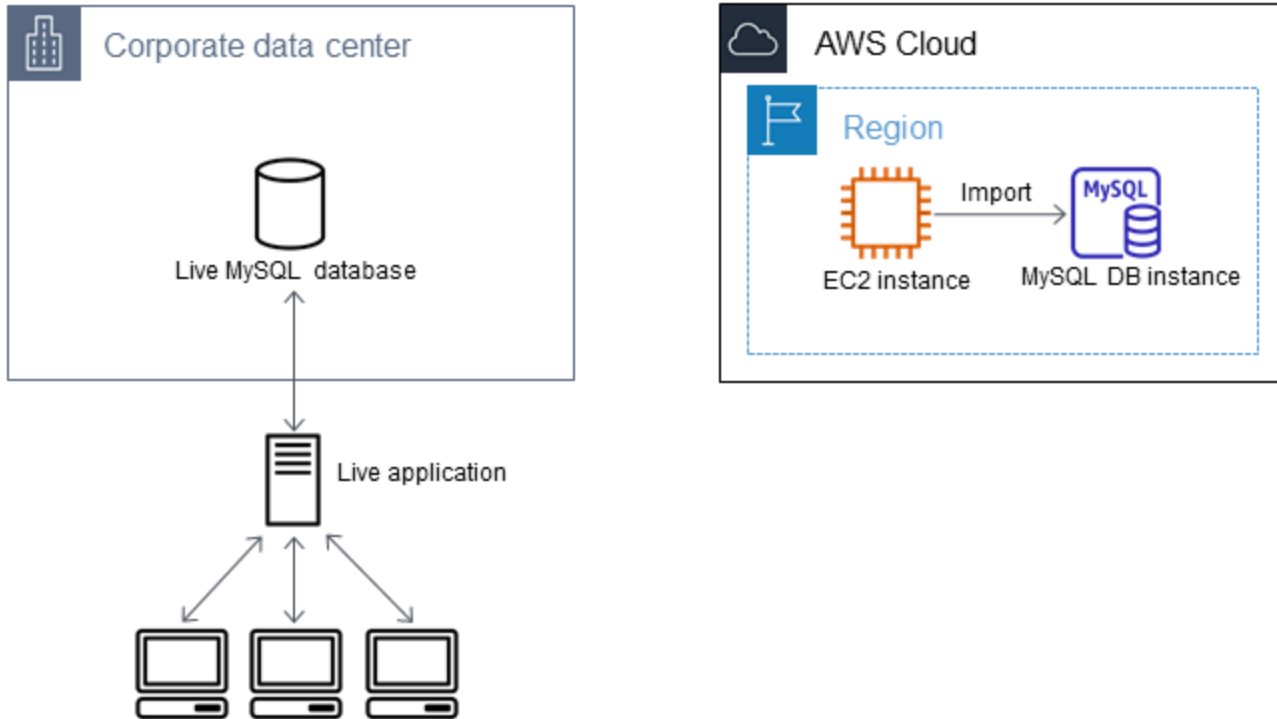 Corporate data center
Live MySQL database
Live application
AWS Cloud
Region
Import
MySQL
EC2 instance
MySQL DB instance